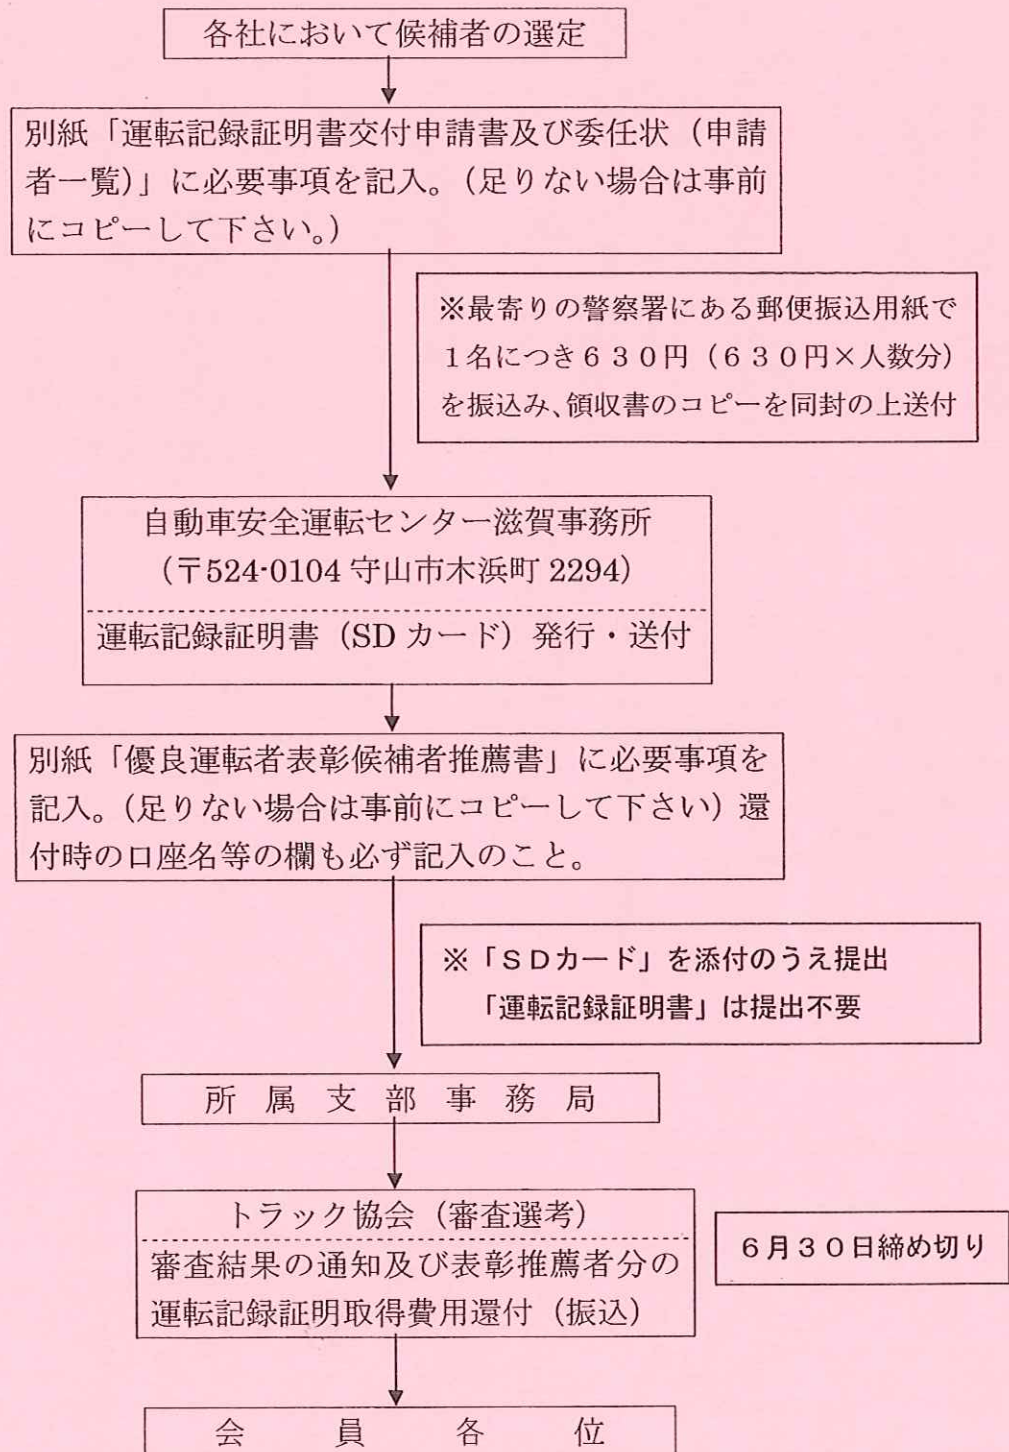 各社において候補者の選定
別紙「運転記録証明書交付申請書及び委任状（申請
者一覧）」に必要事項を記入。（足りない場合は事前
にコピーして下さい。）
※最寄りの警察署にある郵便振込用紙で
１名につき６３０円（６３０円×人数分）
を振込み、領収書のコピーを同封の上送付
自動車安全運転センター滋賀事務所
（〒524-0104 守山市木浜町 2294）
運転記録証明書（SD カード）発行・送付
別紙「優良運転者表彰候補者推薦書」に必要事項を
記入。（足りない場合は事前にコピーして下さい）還
付時の口座名等の欄も必ず記入のこと。
※「ＳＤカード」を添付のうえ提出
「運転記録証明書」は提出不要
所属支部事務局
トラック協会（審査選考）
審査結果の通知及び表彰推薦者分の
運転記録証明取得費用還付（振込）
６月３０日締め切り
会員各位